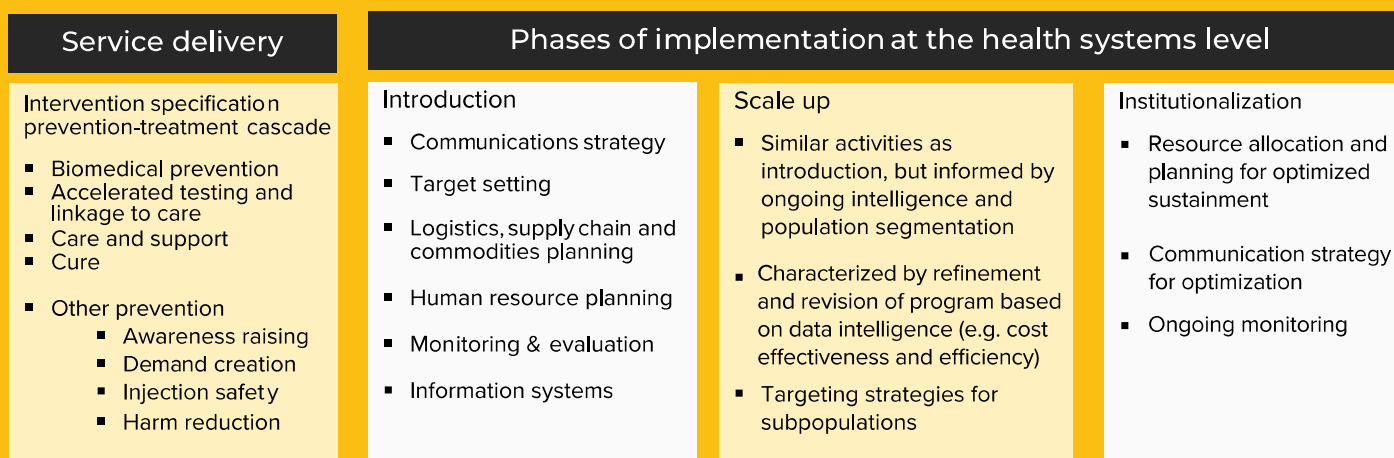 Service delivery
Phases of implementation at the health systems level
Intervention specification
prevention-treatment cascade
▪ Biomedical prevention
▪ Accelerated testing and
linkage to care
▪ Care and support
▪ Cure
▪ Other prevention
▪ Awareness raising
▪ Demand creation
▪ Injection safety
▪ Harm reduction
Introduction
▪ Communications strategy
▪ Target setting
▪ Logistics, supply chain and
commodities planning
▪ Human resource planning
▪ Monitoring & evaluation
▪ Information systems
Scale up
▪ Similar activities as
introduction, but informed by
ongoing intelligence and
population segmentation
▪ Characterized by refinement
and revision of program based
on data intelligence (e.g. cost
effectiveness and efficiency)
▪ Targeting strategies for
subpopulations
Institutionalization
▪ Resource allocation and
planning for optimized
sustainment
▪ Communication strategy
for optimization
▪ Ongoing monitoring